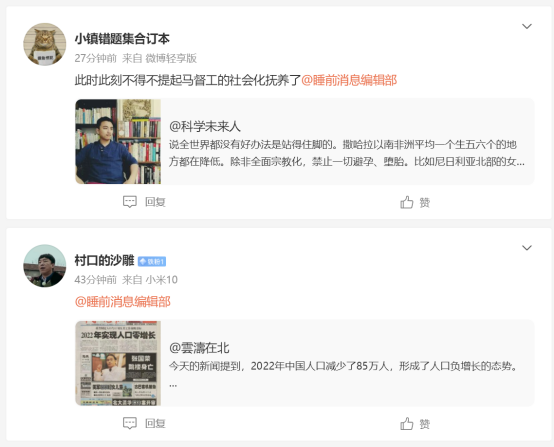 小镇错题集合订本
27分钟前 来自 微博轻享版
此时此刻不得不提起马督工的社会化抚养了@睡前消息编辑部
@科学未来人
说全世界都没有好办法是站得住脚的。撒哈拉以南非洲平均一个生五六个的地
方都在降低。除非全面宗教化，禁止一切避孕、堕胎。比如尼日利亚北部的女...
回复 赞
村口的沙雕
43分钟前 来自 小米10
@睡前消息编辑部
2022年实现人口零增长
@雲濤在北
今天的新闻提到，2022年中国人口减少了85万人，形成了人口负增长的态势。
...
回复 赞